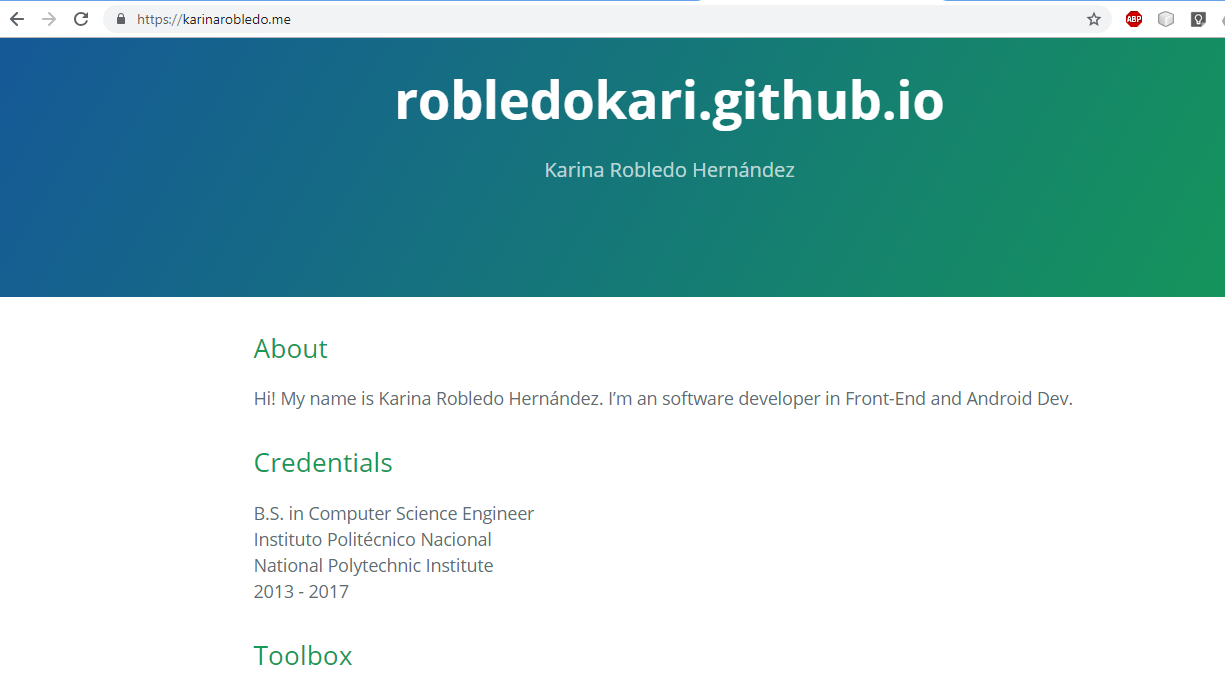 https://karinarobledo.me
ABP
robledokari.github.io
Karina Robledo Hernández
About
Hi! My name is Karina Robledo Hernández. I’m an software developer in Front-End and Android Dev.
Credentials
B.S. in Computer Science Engineer
Instituto Politécnico Nacional
National Polytechnic Institute
2013 - 2017
Toolbox